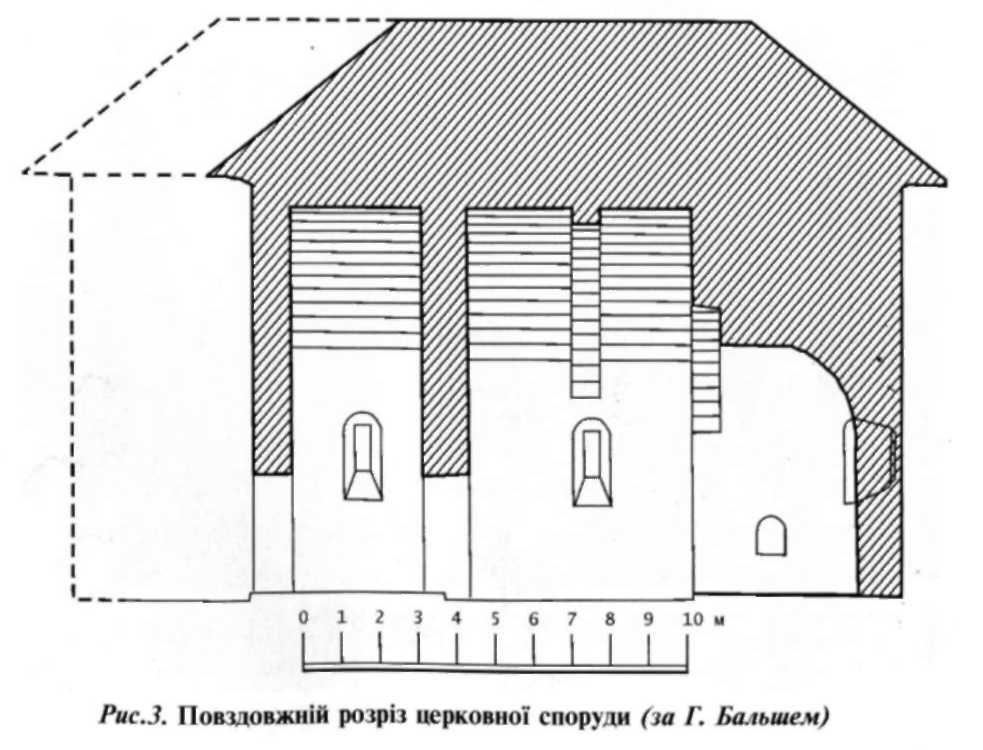 0 1 2 3 4 5 6 7 8 9 10 м
Рис.3. Повздовжній розріз церковної споруди (за Г. Бальшем)